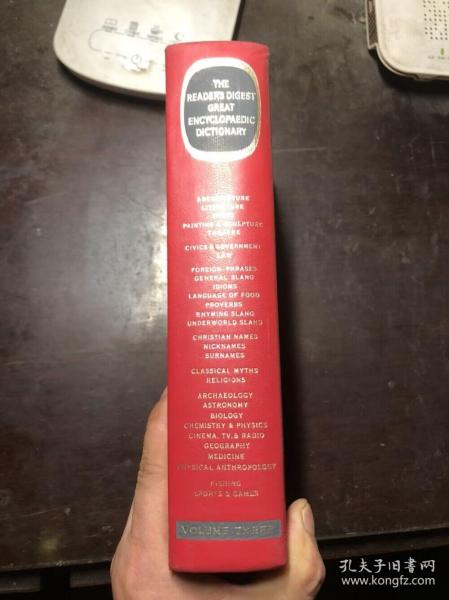 THE
READER'S DIGEST
GREAT
ENCYCLOPAEDIC
DICTIONARY
ARCHITECTURE
LITERATURE
MUSIC
PAINTING & SCULPTURE
THEATRE
CIVICS & GOVERNMENT
LAW
FOREIGN-PHRASES
GENERAL SLANG
IDIOMS
LANGUAGE OF FOOD
PROVERBS
RHYMING SLANG
UNDERWORLD SLANG
CHRISTIAN NAMES
NICKNAMES
SURNAMES
CLASSICAL MYTHS
RELIGIONS
ARCHAEOLOGY
ASTRONOMY
BIOLOGY
CHEMISTRY & PHYSICS
CINEMA, TV, & RADIO
GEOGRAPHY
MEDICINE
PHYSICAL ANTHROPOLOGY
FISHING
SPORTS & GAMES
VOLUME THREE
孔夫子旧书网
www.kongfz.com